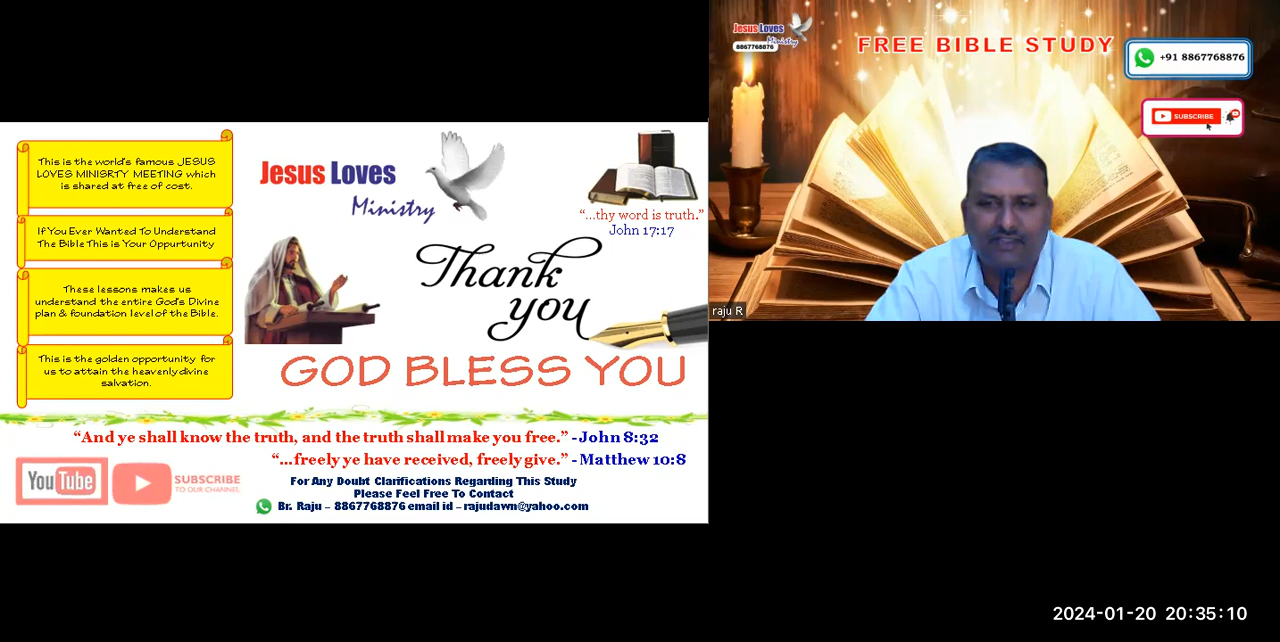 This is the world's famous JESUS
LOVES MINISRTY MEETING which
is shared at free of cost.
If You Ever Wanted To Understand
The Bible This is Your Oppurtunity
These lessons makes us
understand the entire God's Divine
plan & foundation level of the Bible.
This is the golden opportunity for
us to attain the heavenly divine
salvation.
Jesus Loves
Ministry
"...thy word is truth."
John 17:17
Thank
you
GOD BLESS YOU
"And ye shall know the truth, and the truth shall make you free." - John 8:32
"...freely ye have received, freely give." - Matthew 10:8
YouTube
SUBSCRIBE
TO OUR CHANNEL
For Any Doubt Clarifications Regarding This Study
Please Feel Free To Contact
Br. Raju – 8867768876 email id – rajudawn@yahoo.com
Jesus Loves
Ministry
8867768876
FREE BIBLE STUDY
+91 8867768876
SUBSCRIBE
raju R
2024-01-20 20:35:10